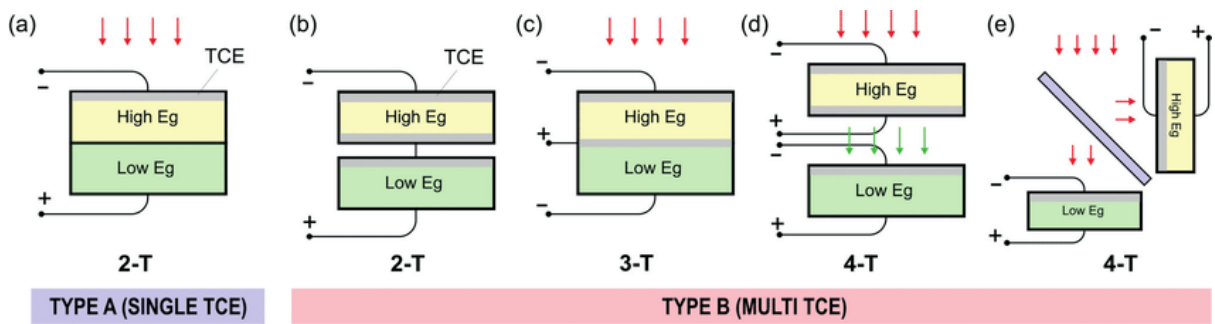 (a)
TCE
−
High Eg
Low Eg
+
2-T
(b)
TCE
−
High Eg
Low Eg
+
2-T
(c)
−
High Eg
+
Low Eg
−
3-T
(d)
−
High Eg
+
−
Low Eg
+
4-T
(e)
− +
High Eg
−
Low Eg
+
4-T
TYPE A (SINGLE TCE)
TYPE B (MULTI TCE)